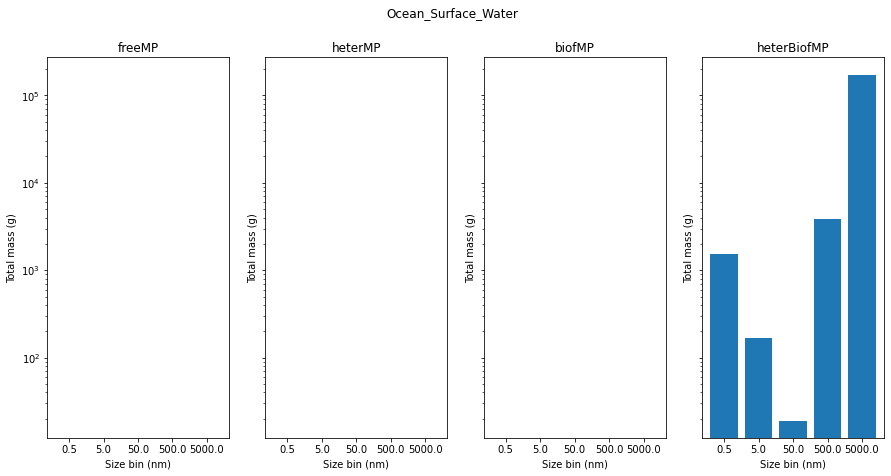 Ocean_Surface_Water
freeMP
heterMP
biofMP
heterBiofMP
Total mass (g)
10^5
10^4
10^3
10^2
0.5 5.0 50.0 500.0 5000.0
Size bin (nm)
Total mass (g)
0.5 5.0 50.0 500.0 5000.0
Size bin (nm)
Total mass (g)
0.5 5.0 50.0 500.0 5000.0
Size bin (nm)
Total mass (g)
0.5 5.0 50.0 500.0 5000.0
Size bin (nm)